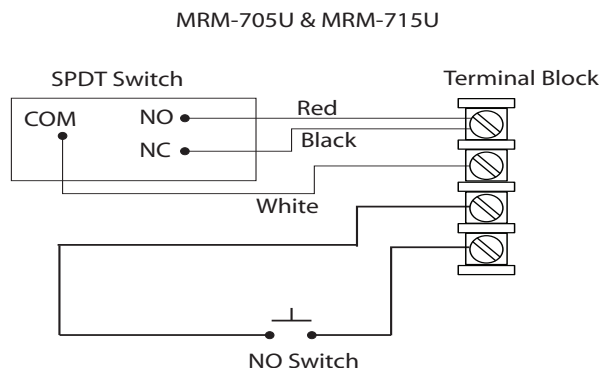 MRM-705U & MRM-715U
SPDT Switch
Terminal Block
COM
NO
Red
NC
Black
White
NO Switch